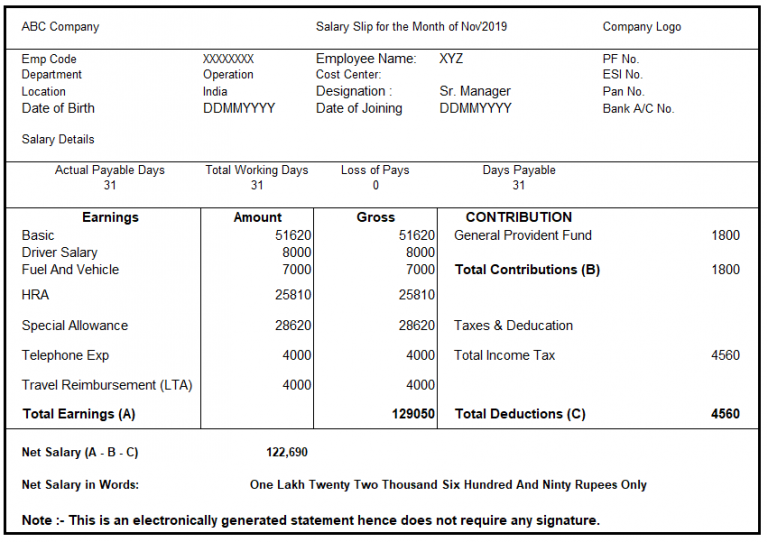 ABC Company Salary Slip for the Month of Nov'2019 Company Logo
Emp Code XXXXXXXX Employee Name: XYZ PF No.
Department Operation Cost Center: ESI No.
Location India Designation : Sr. Manager Pan No.
Date of Birth DDMMYYYY Date of Joining DDMMYYYY Bank A/C No.
Salary Details
Actual Payable Days Total Working Days Loss of Pays Days Payable
31 31 0 31
Earnings Amount Gross CONTRIBUTION
Basic 51620 51620 General Provident Fund 1800
Driver Salary 8000 8000
Fuel And Vehicle 7000 7000 Total Contributions (B) 1800
HRA 25810 25810
Special Allowance 28620 28620 Taxes & Deducation
Telephone Exp 4000 4000 Total Income Tax 4560
Travel Reimbursement (LTA) 4000 4000
Total Earnings (A) 129050 Total Deductions (C) 4560
Net Salary (A - B - C) 122,690
Net Salary in Words: One Lakh Twenty Two Thousand Six Hundred And Ninty Rupees Only
Note :- This is an electronically generated statement hence does not require any signature.